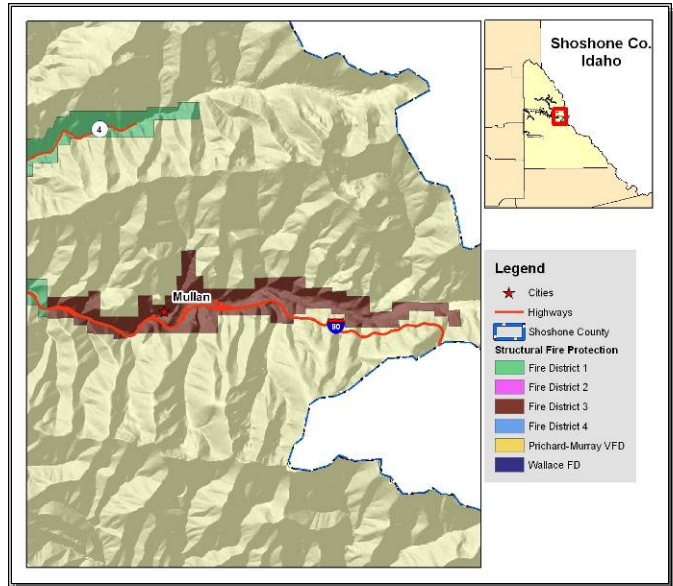 Shoshone Co.
Idaho
4
Mullan
90
Legend
Cities
Highways
Shoshone County
Structural Fire Protection
Fire District 1
Fire District 2
Fire District 3
Fire District 4
Prichard-Murray VFD
Wallace FD